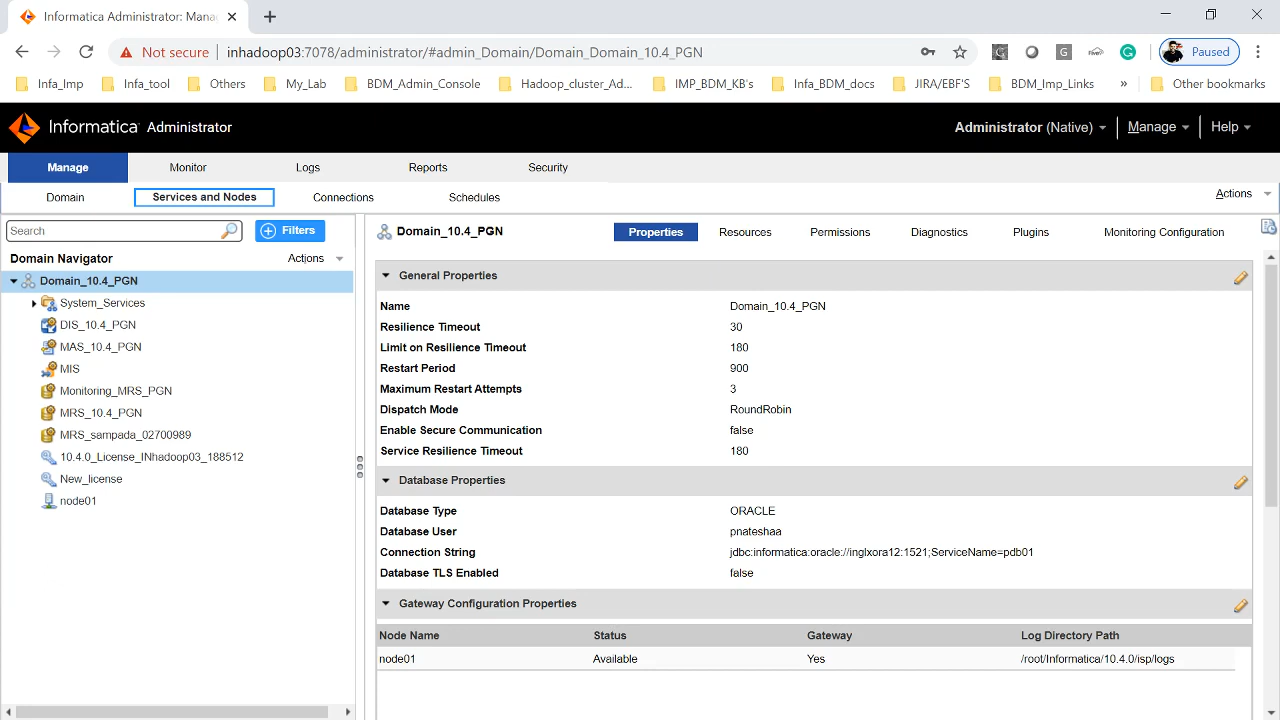 Informatica Administrator: Mana
Not secure inhadoop03:7078/administrator/#admin_Domain/Domain_Domain_10.4_PGN Paused
Infa_Imp Infa_tool Others My_Lab BDM_Admin_Console Hadoop_cluster_Ad... IMP_BDM_KB's Infa_BDM_docs JIRA/EBF'S BDM_Imp_Links » Other bookmarks
Informatica Administrator Administrator (Native) Manage Help
Manage Monitor Logs Reports Security
Domain Services and Nodes Connections Schedules Actions
Search Filters
Domain_10.4_PGN Properties Resources Permissions Diagnostics Plugins Monitoring Configuration
Domain Navigator Actions
Domain_10.4_PGN
System_Services
DIS_10.4_PGN
MAS_10.4_PGN
MIS
Monitoring_MRS_PGN
MRS_10.4_PGN
MRS_sampada_02700989
10.4.0_License_INhadoop03_188512
New_license
node01
General Properties
Name Domain_10.4_PGN
Resilience Timeout 30
Limit on Resilience Timeout 180
Restart Period 900
Maximum Restart Attempts 3
Dispatch Mode RoundRobin
Enable Secure Communication false
Service Resilience Timeout 180
Database Properties
Database Type ORACLE
Database User pnateshaa
Connection String jdbc:informatica:oracle://inglxora12:1521;ServiceName=pdb01
Database TLS Enabled false
Gateway Configuration Properties
Node Name Status Gateway Log Directory Path
node01 Available Yes /root/Informatica/10.4.0/isp/logs